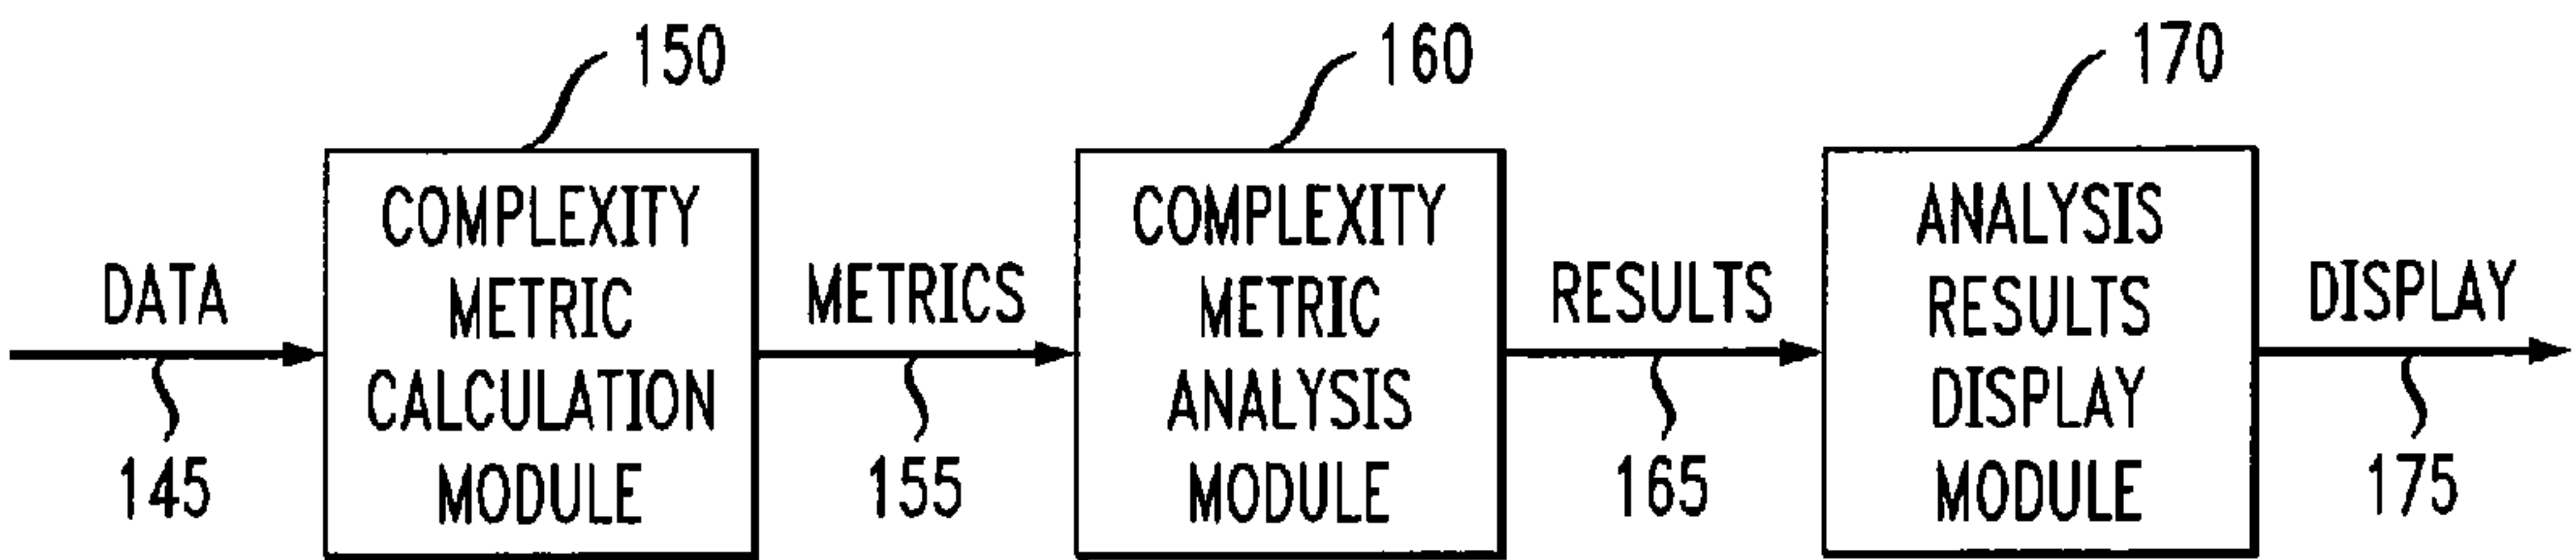 150
160
170
DATA
145
COMPLEXITY
METRIC
CALCULATION
MODULE
METRICS
155
COMPLEXITY
METRIC
ANALYSIS
MODULE
RESULTS
165
ANALYSIS
RESULTS
DISPLAY
MODULE
DISPLAY
175